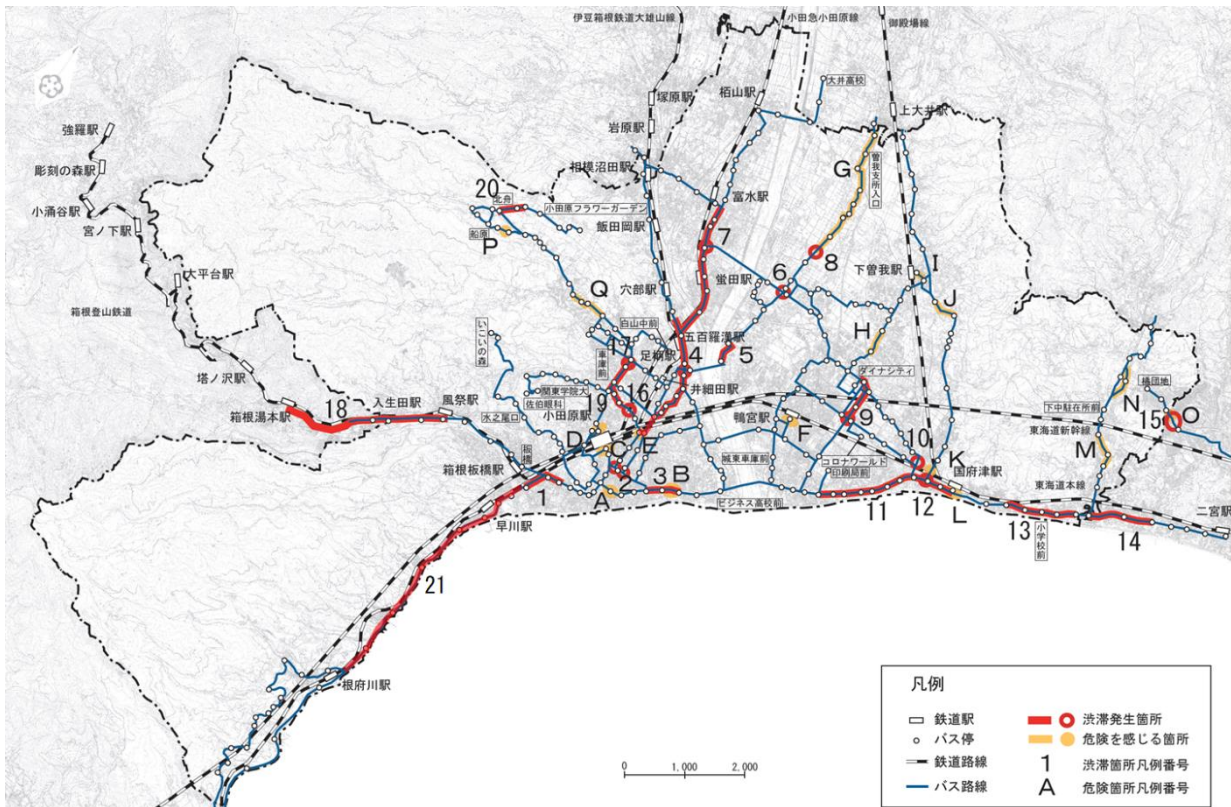 伊豆箱根鉄道大雄山線
小田急小田原線
御殿場線
大井高校
塚原駅
栢山駅
上大井駅
強羅駅
岩原駅
彫刻の森駅
相模沼田駅
曽我支所入口
G
小涌谷駅
20
北舟
小田原フラワーガーデン
富水駅
宮ノ下駅
船原
飯田岡駅
P
7
8
大平台駅
6
下曽我駅
I
蛍田駅
Q
穴部駅
J
箱根登山鉄道
いこいの森
白山中前
五百羅漢駅
H
17
足柄駅
4
5
車庫前
ダイナシティ
塔ノ沢駅
関東学院大
井細田駅
橘団地
佐伯眼科
19
16
下中駐在所前
N
箱根湯本駅
18
入生田駅
風祭駅
水之尾口
小田原駅
鴨宮駅
9
15
O
D
E
F
東海道新幹線
板橋
C
城東車庫前
コロナワールド
10
K
M
箱根板橋駅
印刷局前
国府津駅
2
3
B
東海道本線
1
A
ビジネス高校前
11
12
L
早川駅
13
小学校前
14
二宮駅
21
根府川駅
凡例
鉄道駅
渋滞発生箇所
バス停
危険を感じる箇所
鉄道路線
1
渋滞箇所凡例番号
バス路線
A
危険箇所凡例番号
0
1,000
2,000